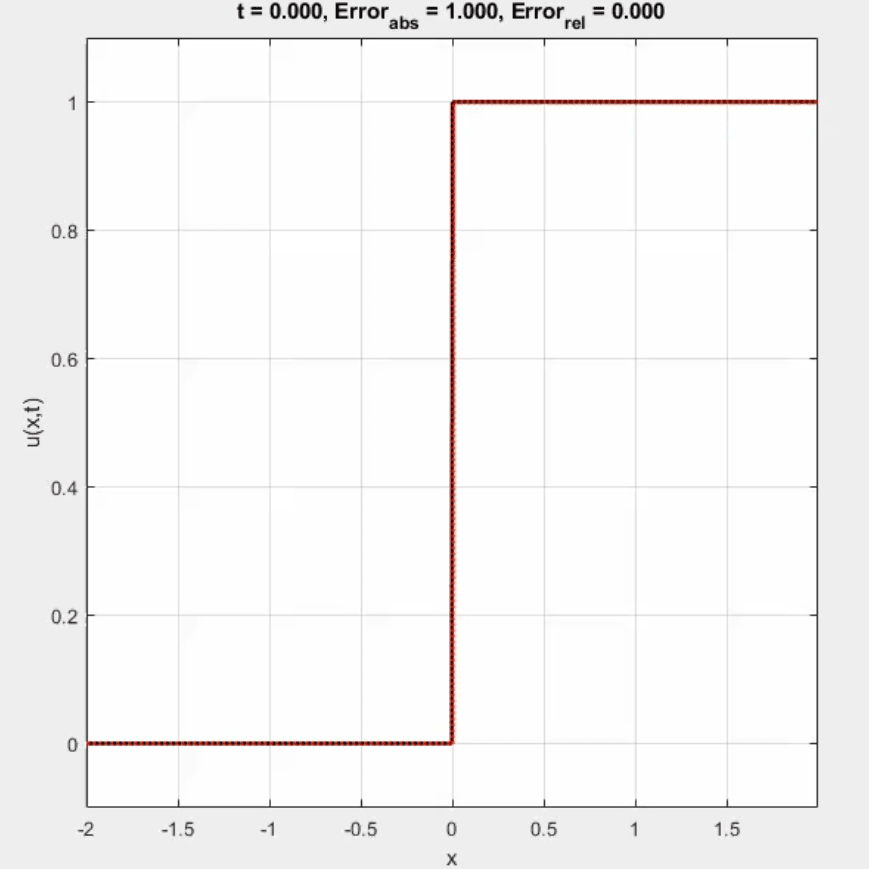 t = 0.000, Error_abs = 1.000, Error_rel = 0.000
1
0.8
0.6
0.4
0.2
0
u(x,t)
-2 -1.5 -1 -0.5 0 0.5 1 1.5
x